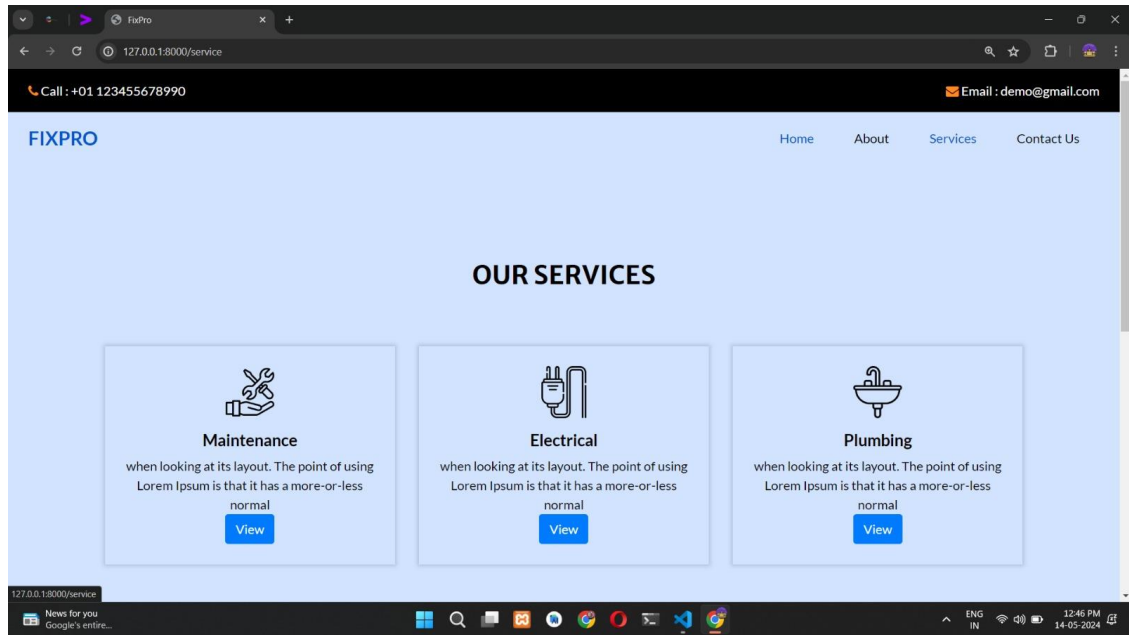 FixPro
127.0.0.1:8000/service
Call : +01 123455678990
Email : demo@gmail.com
FIXPRO
Home
About
Services
Contact Us
OUR SERVICES
Maintenance
when looking at its layout. The point of using
Lorem Ipsum is that it has a more-or-less
normal
View
Electrical
when looking at its layout. The point of using
Lorem Ipsum is that it has a more-or-less
normal
View
Plumbing
when looking at its layout. The point of using
Lorem Ipsum is that it has a more-or-less
normal
View
127.0.0.1:8000/service
News for you
Google's entire...
ENG
IN
12:46 PM
14-05-2024